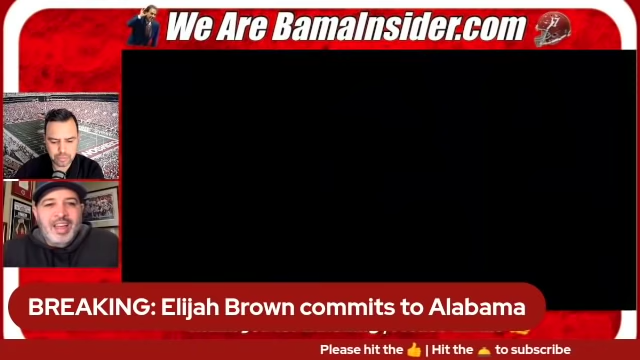 We Are BamaInsider.com
BREAKING: Elijah Brown commits to Alabama
Please hit the 👍 | Hit the 🛎️ to subscribe